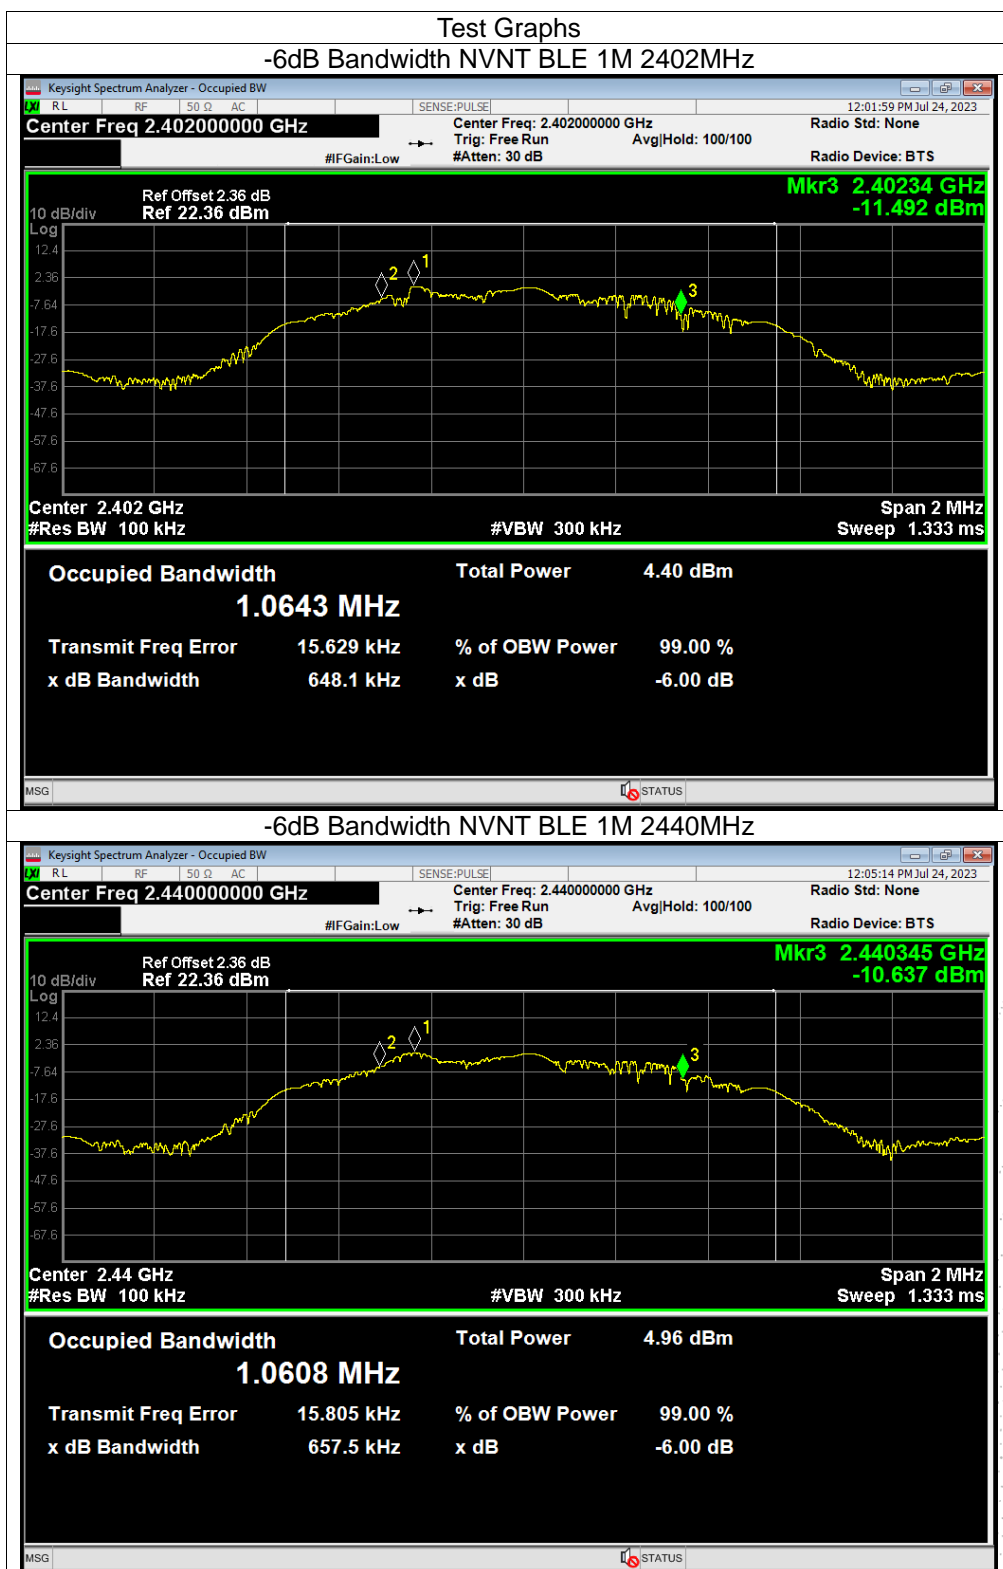 Test Graphs
-6dB Bandwidth NVNT BLE 1M 2402MHz
Keysight Spectrum Analyzer - Occupied BW
LXI RL RF 50 Ω AC SENSE:PULSE 12:01:59 PM Jul 24, 2023
Center Freq 2.402000000 GHz Center Freq: 2.402000000 GHz Radio Std: None
Trig: Free Run Avg|Hold: 100/100
#IFGain:Low #Atten: 30 dB Radio Device: BTS
Mkr3 2.40234 GHz
-11.492 dBm
Ref Offset 2.36 dB
10 dB/div Ref 22.36 dBm
Log
12.4
2.36
-7.64
-17.6
-27.6
-37.6
-47.6
-57.6
-67.6
2 1 3
Center 2.402 GHz Span 2 MHz
#Res BW 100 kHz #VBW 300 kHz Sweep 1.333 ms
Occupied Bandwidth Total Power 4.40 dBm
1.0643 MHz
Transmit Freq Error 15.629 kHz % of OBW Power 99.00 %
x dB Bandwidth 648.1 kHz x dB -6.00 dB
MSG STATUS
-6dB Bandwidth NVNT BLE 1M 2440MHz
Keysight Spectrum Analyzer - Occupied BW
LXI RL RF 50 Ω AC SENSE:PULSE 12:05:14 PM Jul 24, 2023
Center Freq 2.440000000 GHz Center Freq: 2.440000000 GHz Radio Std: None
Trig: Free Run Avg|Hold: 100/100
#IFGain:Low #Atten: 30 dB Radio Device: BTS
Mkr3 2.440345 GHz
-10.637 dBm
Ref Offset 2.36 dB
10 dB/div Ref 22.36 dBm
Log
12.4
2.36
-7.64
-17.6
-27.6
-37.6
-47.6
-57.6
-67.6
2 1 3
Center 2.44 GHz Span 2 MHz
#Res BW 100 kHz #VBW 300 kHz Sweep 1.333 ms
Occupied Bandwidth Total Power 4.96 dBm
1.0608 MHz
Transmit Freq Error 15.805 kHz % of OBW Power 99.00 %
x dB Bandwidth 657.5 kHz x dB -6.00 dB
MSG STATUS